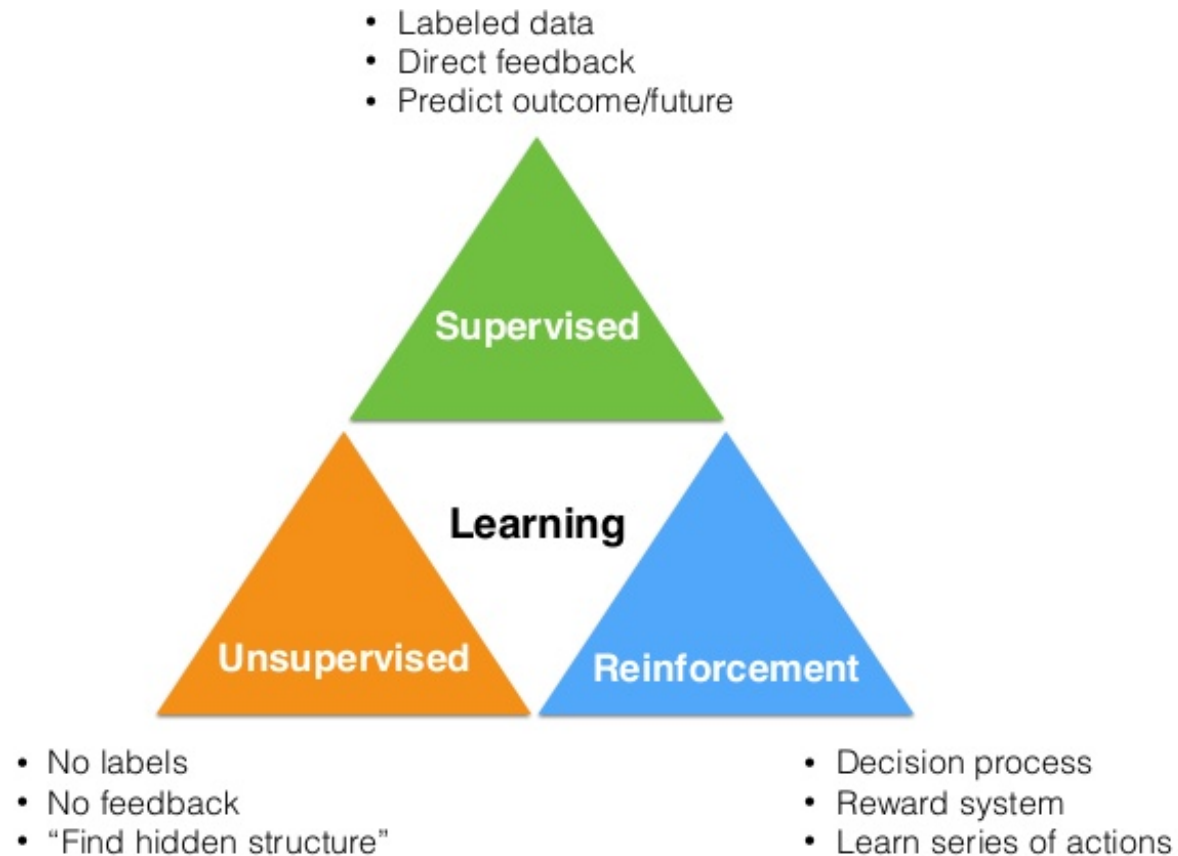 • Labeled data
• Direct feedback
• Predict outcome/future
Supervised
Learning
Unsupervised
Reinforcement
• No labels
• No feedback
• “Find hidden structure”
• Decision process
• Reward system
• Learn series of actions